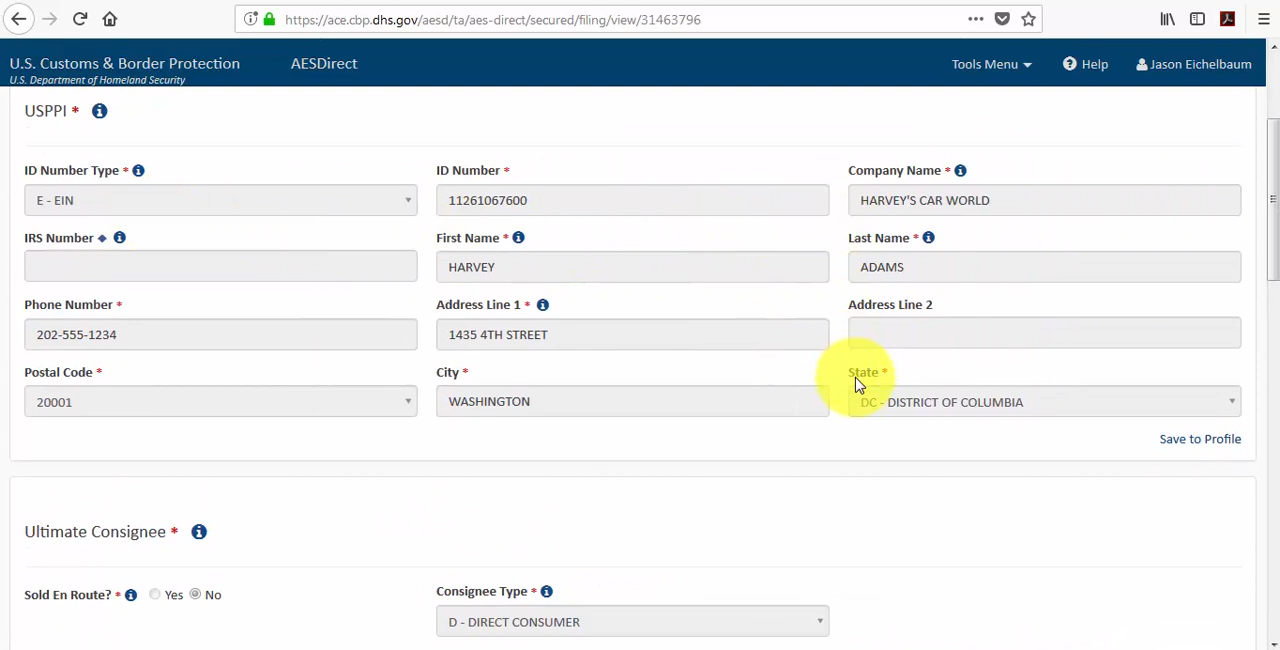 https://ace.cbp.dhs.gov/aesd/ta/aes-direct/secured/filing/view/31463796
U.S. Customs & Border Protection
U.S. Department of Homeland Security
AESDirect
Tools Menu
Help
Jason Eichelbaum
USPPI *
ID Number Type *
ID Number *
Company Name *
E - EIN
11261067600
HARVEY'S CAR WORLD
IRS Number
First Name *
Last Name *
HARVEY
ADAMS
Phone Number *
Address Line 1 *
Address Line 2
202-555-1234
1435 4TH STREET
Postal Code *
City *
State *
20001
WASHINGTON
DC - DISTRICT OF COLUMBIA
Save to Profile
Ultimate Consignee *
Sold En Route? * Yes No
Consignee Type *
D - DIRECT CONSUMER